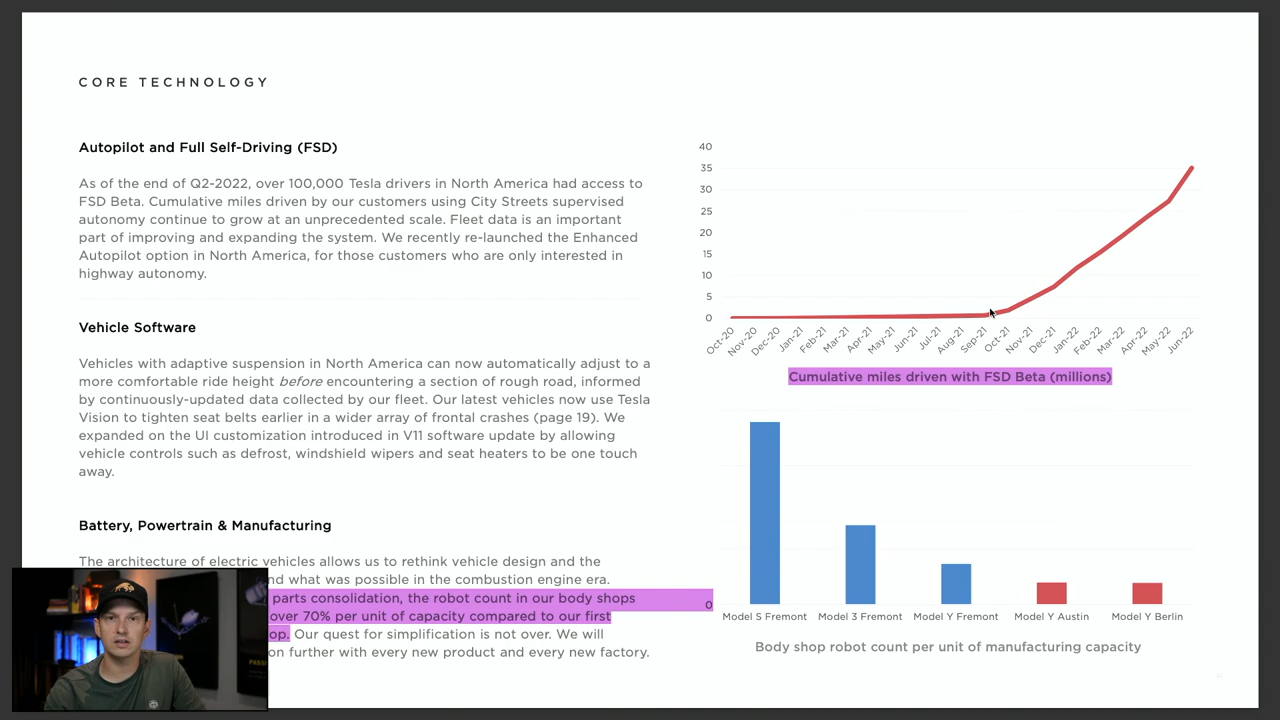 CORE TECHNOLOGY
Autopilot and Full Self-Driving (FSD)
As of the end of Q2-2022, over 100,000 Tesla drivers in North America had access to
FSD Beta. Cumulative miles driven by our customers using City Streets supervised
autonomy continue to grow at an unprecedented scale. Fleet data is an important
part of improving and expanding the system. We recently re-launched the Enhanced
Autopilot option in North America, for those customers who are only interested in
highway autonomy.
Vehicle Software
Vehicles with adaptive suspension in North America can now automatically adjust to a
more comfortable ride height before encountering a section of rough road, informed
by continuously-updated data collected by our fleet. Our latest vehicles now use Tesla
Vision to tighten seat belts earlier in a wider array of frontal crashes (page 19). We
expanded on the UI customization introduced in V11 software update by allowing
vehicle controls such as defrost, windshield wipers and seat heaters to be one touch
away.
Battery, Powertrain & Manufacturing
The architecture of electric vehicles allows us to rethink vehicle design and the
what was possible in the combustion engine era.
parts consolidation, the robot count in our body shops
over 70% per unit of capacity compared to our first
Our quest for simplification is not over. We will
further with every new product and every new factory.
40
35
30
25
20
15
10
5
0
Oct-20
Nov-20
Dec-20
Jan-21
Feb-21
Mar-21
Apr-21
May-21
Jun-21
Jul-21
Aug-21
Sep-21
Oct-21
Nov-21
Dec-21
Jan-22
Feb-22
Mar-22
Apr-22
May-22
Jun-22
Cumulative miles driven with FSD Beta (millions)
0
Model S Fremont
Model 3 Fremont
Model Y Fremont
Model Y Austin
Model Y Berlin
Body shop robot count per unit of manufacturing capacity